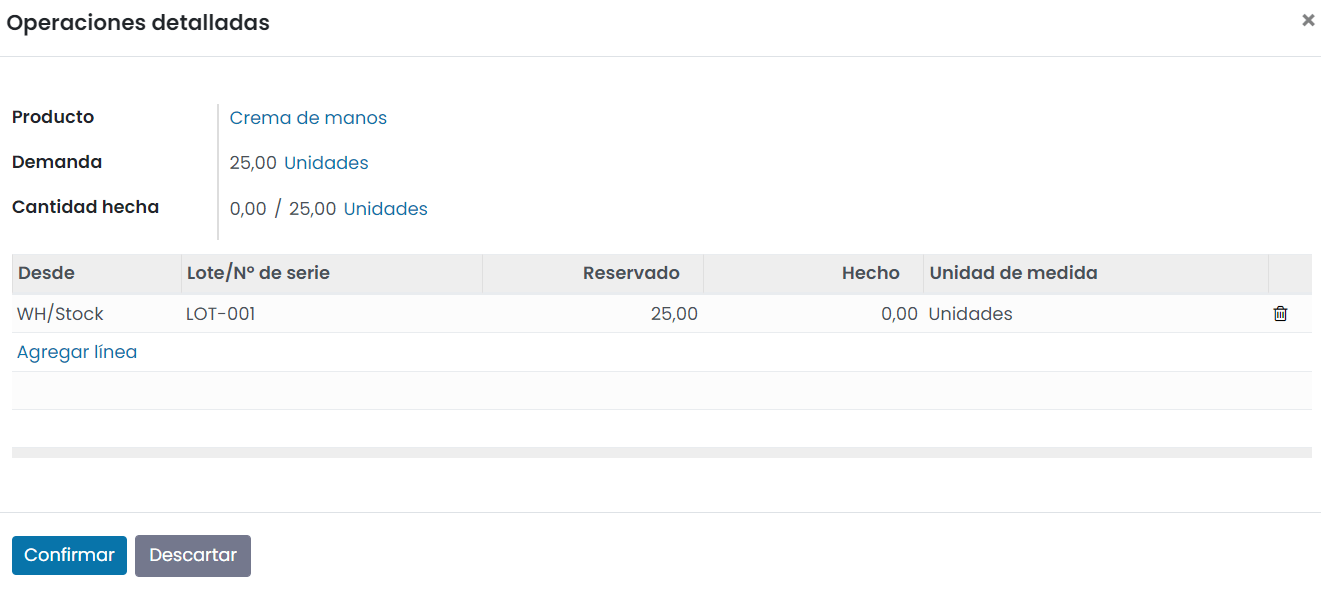 Operaciones detalladas ×
Producto Crema de manos
Demanda 25,00 Unidades
Cantidad hecha 0,00 / 25,00 Unidades
Desde Lote/Nº de serie Reservado Hecho Unidad de medida
WH/Stock LOT-001 25,00 0,00 Unidades
Agregar línea
Confirmar Descartar